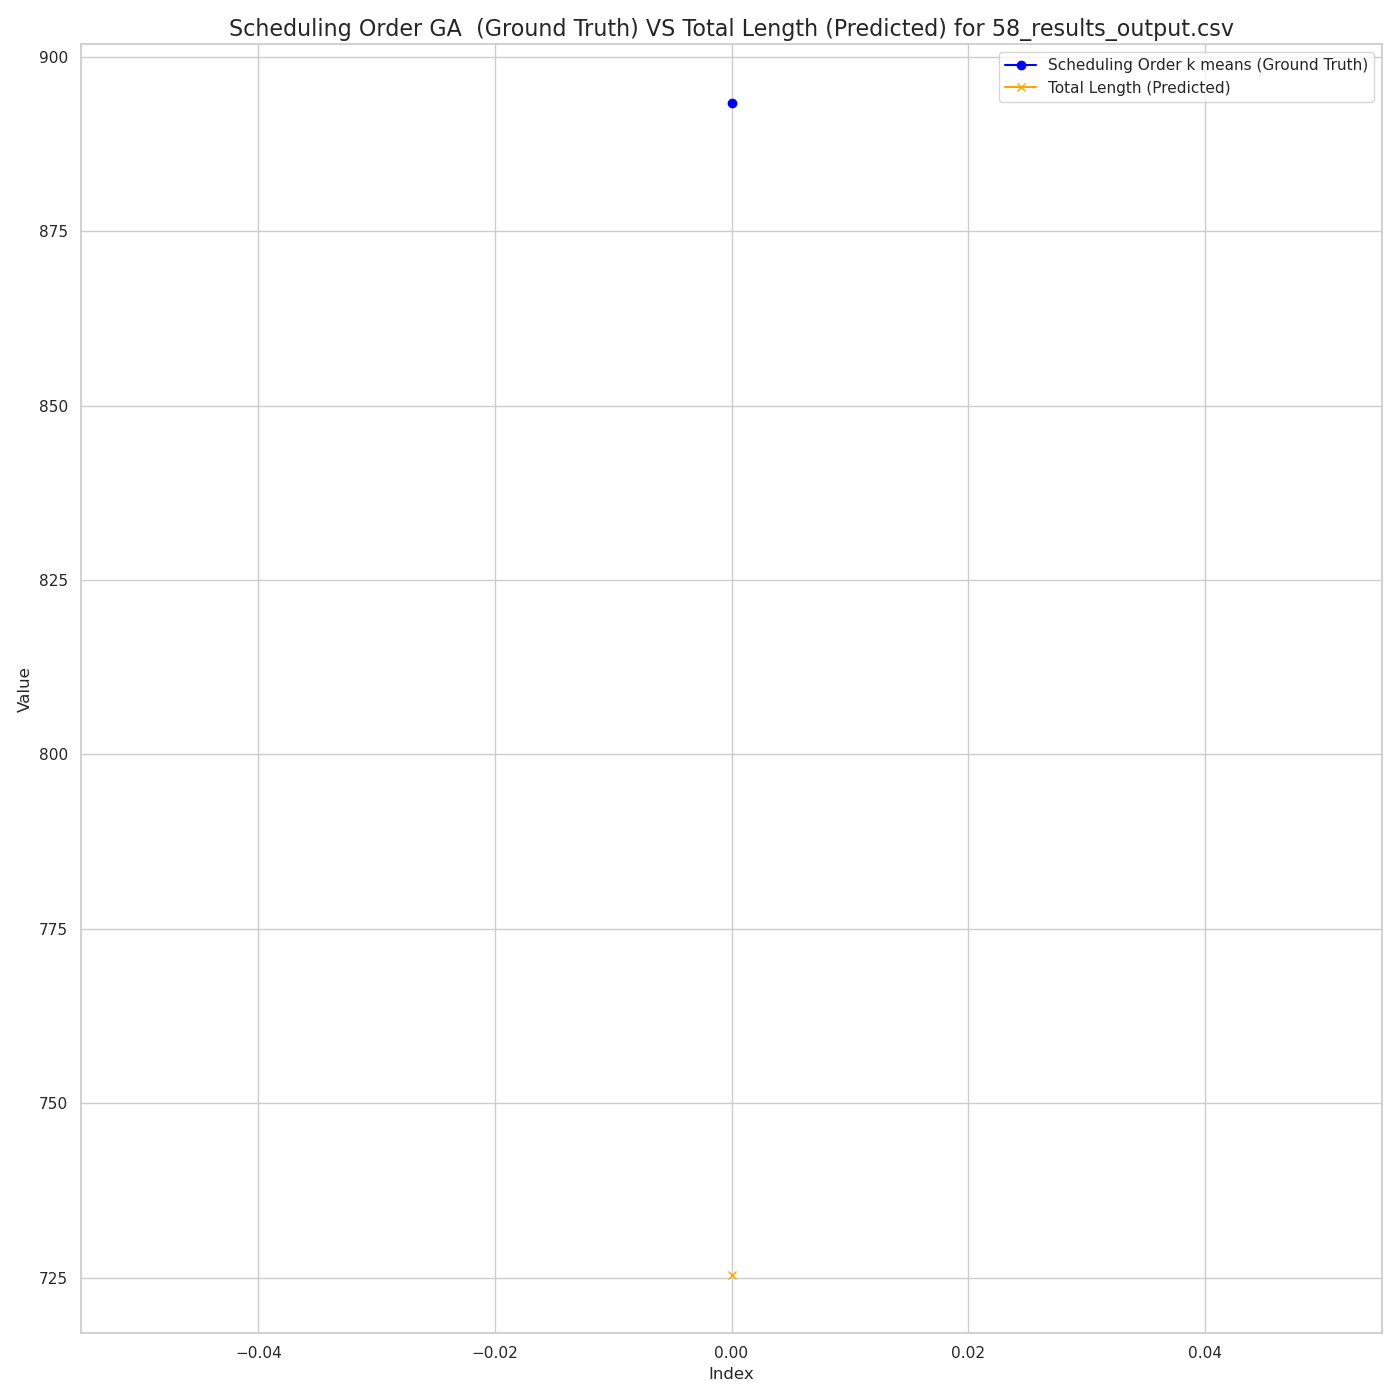 Scheduling Order GA  (Ground Truth) VS Total Length (Predicted) for 58_results_output.csv
Scheduling Order k means (Ground Truth)
Total Length (Predicted)
900
875
850
825
800
775
750
725
Value
−0.04
−0.02
0.00
0.02
0.04
Index